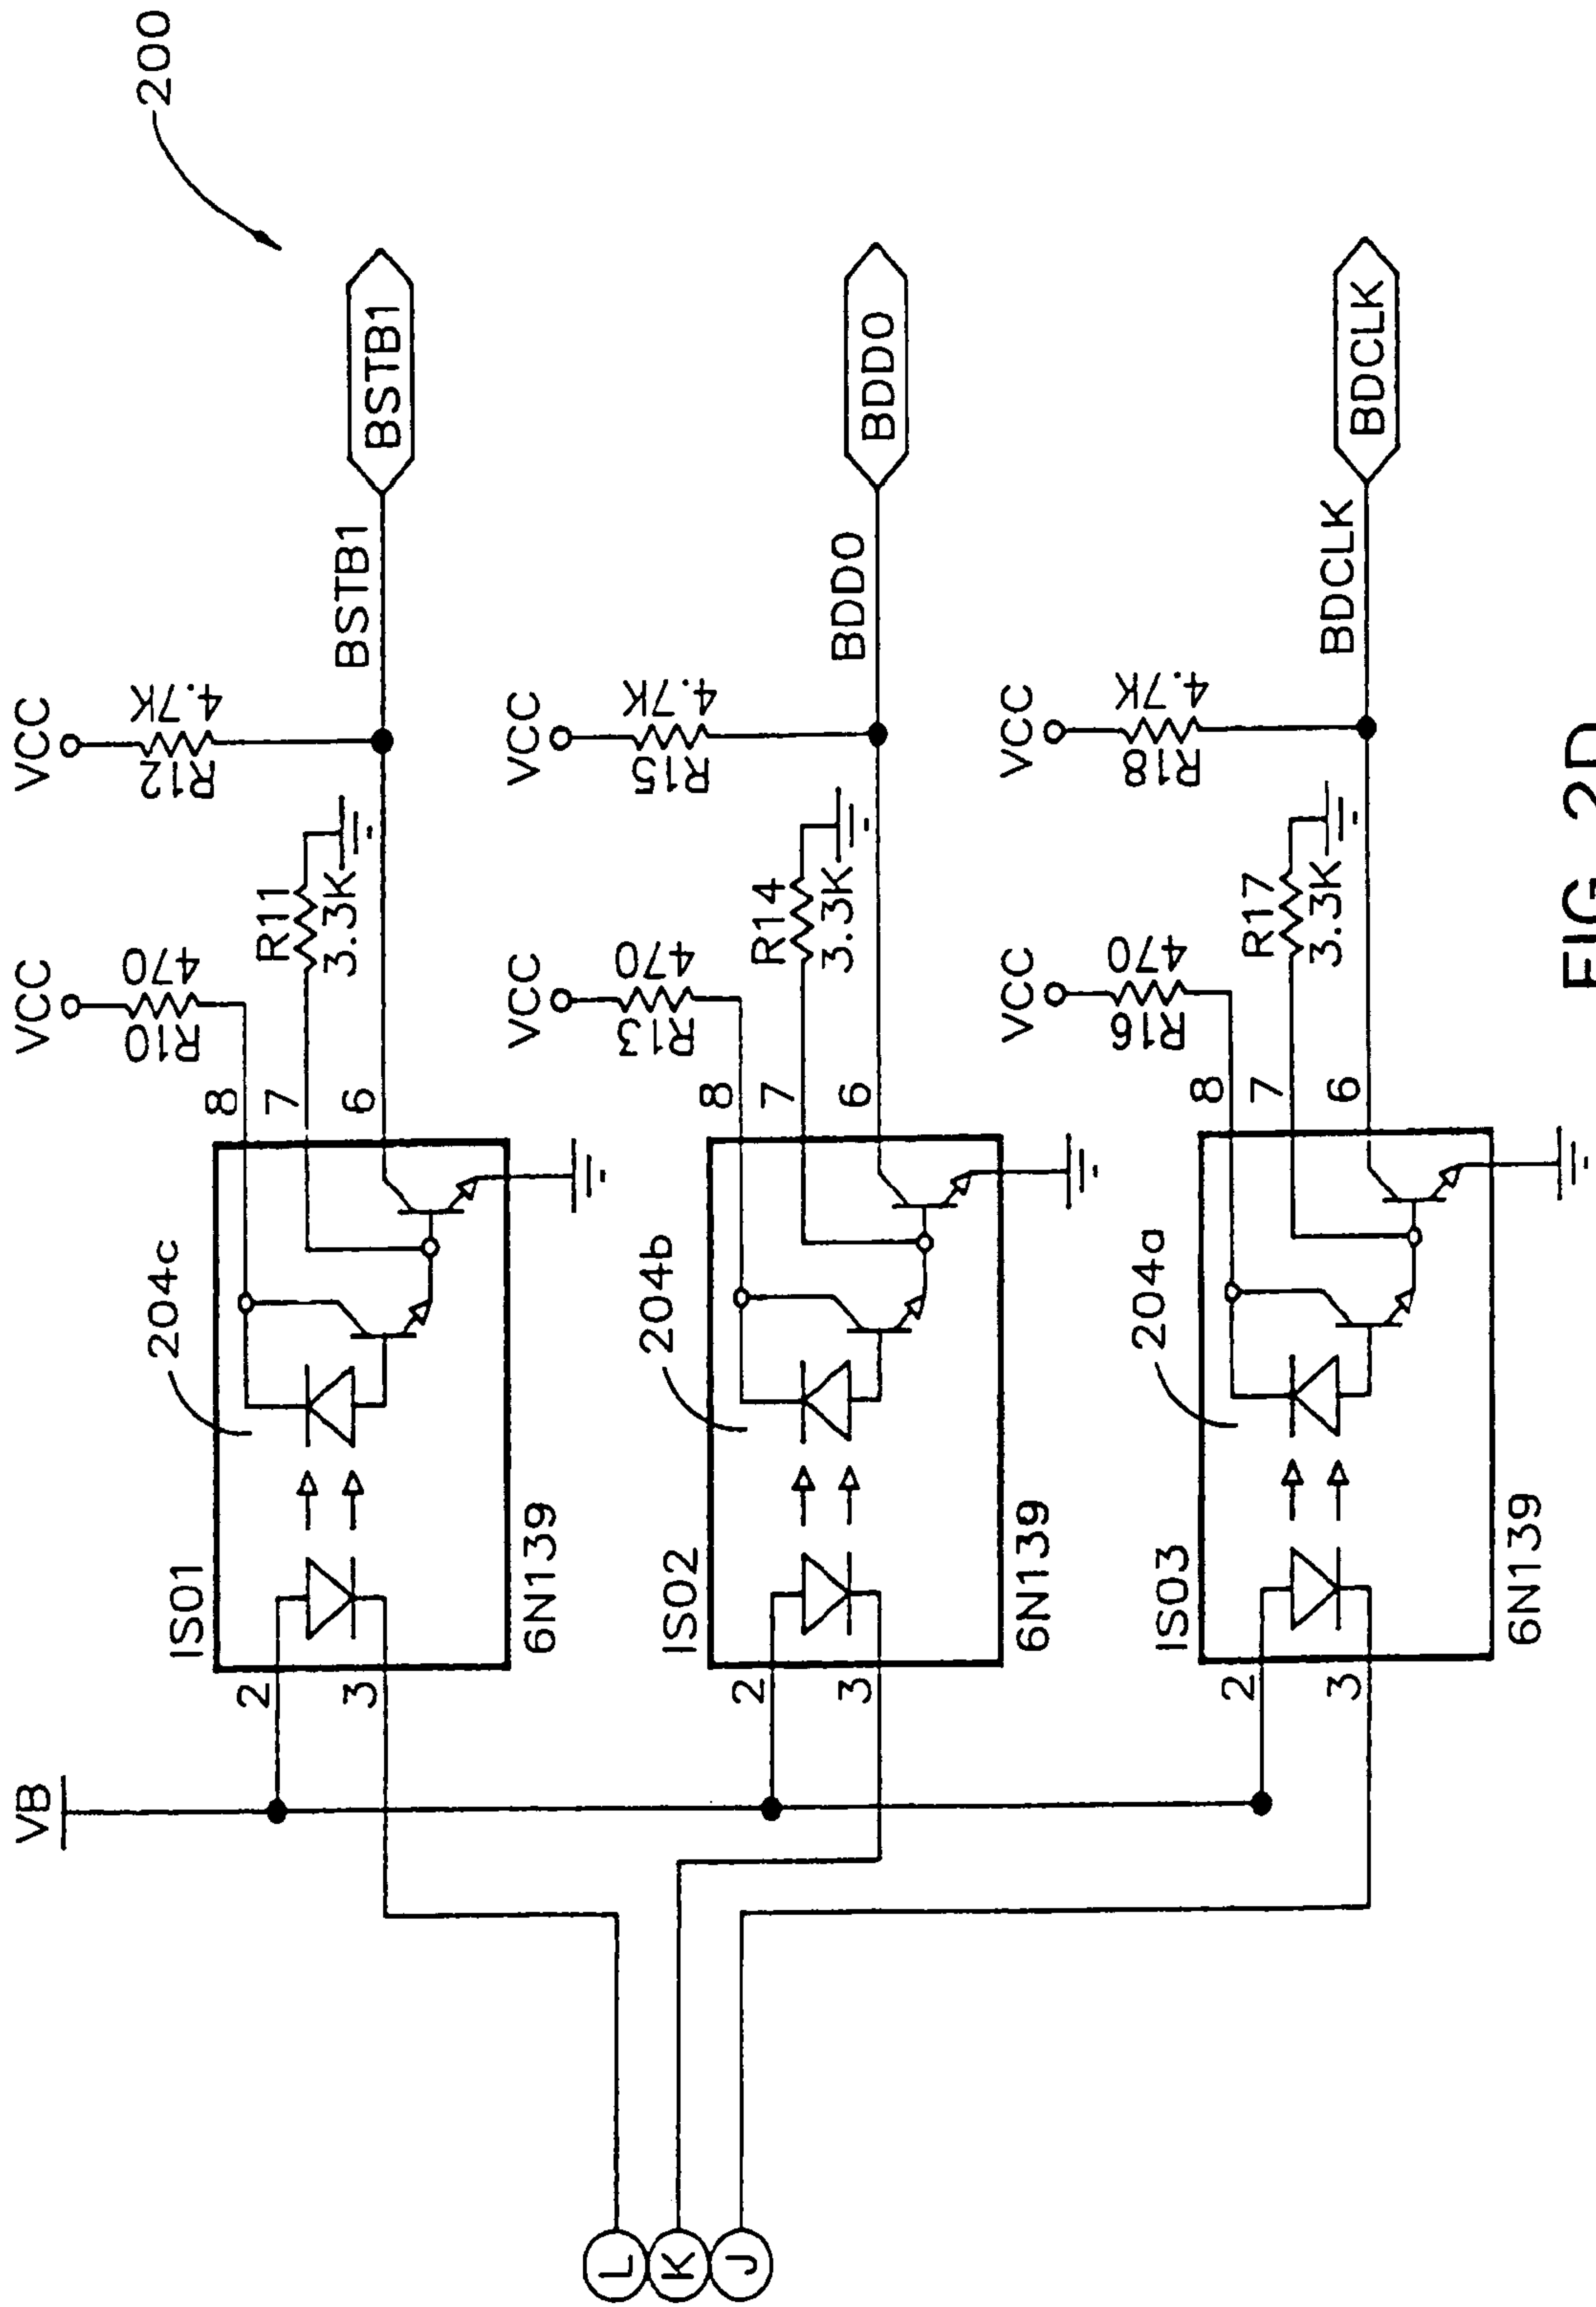 200
VB
VCC
VCC
R10
470
R12
4.7K
204c
ISO1
8
R11
3.3K
BSTB1
BSTB1
2
7
3
6
6N139
VCC
VCC
R13
470
R15
4.7K
204b
ISO2
8
R14
3.3K
BDD0
BDD0
2
7
3
6
6N139
L
K
J
VCC
VCC
R16
470
R18
4.7K
204a
ISO3
8
R17
3.3K
BDCLK
BDCLK
2
7
3
6
6N139
FIG. 2D